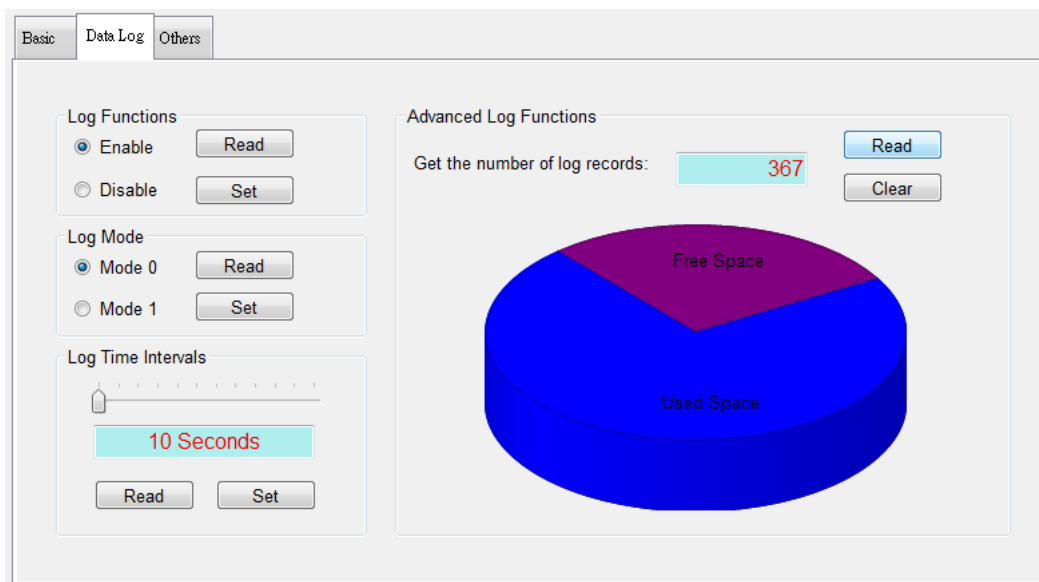 Basic Data Log Others
Log Functions
Enable Read
Disable Set
Log Mode
Mode 0 Read
Mode 1 Set
Log Time Intervals
10 Seconds
Read Set
Advanced Log Functions
Get the number of log records: 367
Read
Clear
Free Space
Used Space